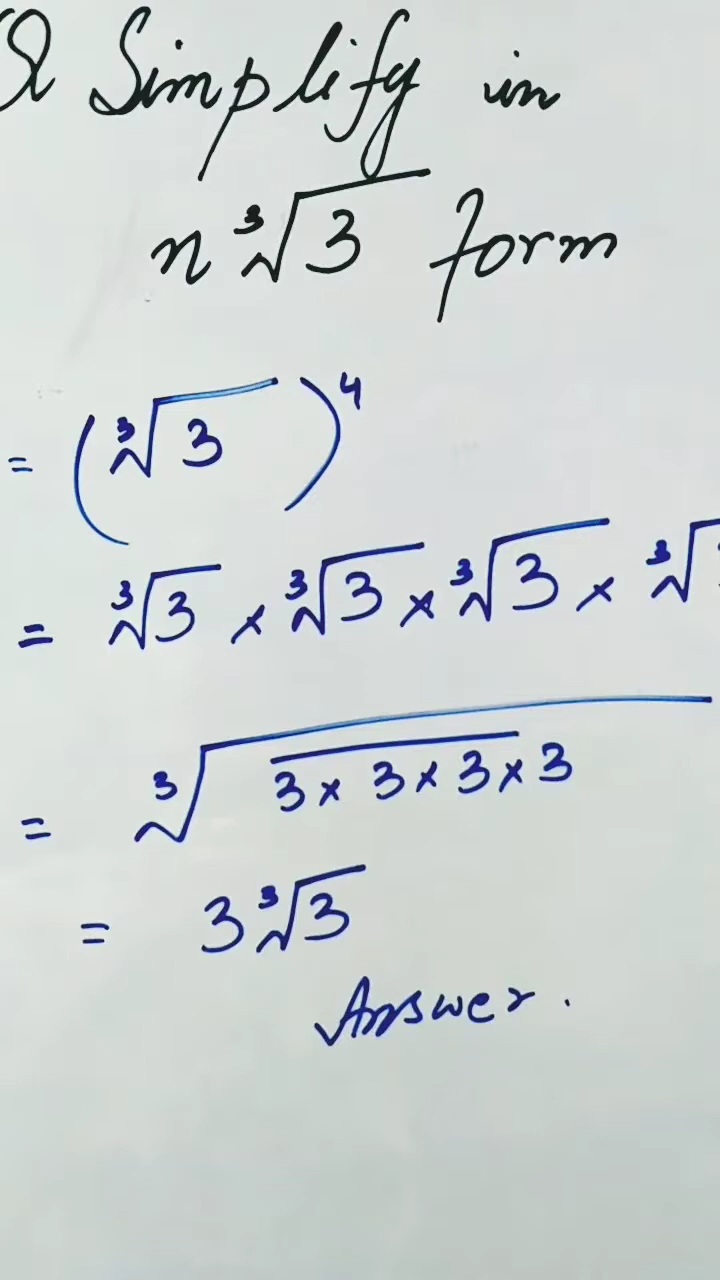 Q Simplify in
n ∛3 form
= (∛3)⁴
= ∛3 × ∛3 × ∛3 × ∛
= ∛(3 × 3 × 3 × 3)
= 3∛3
Answer.